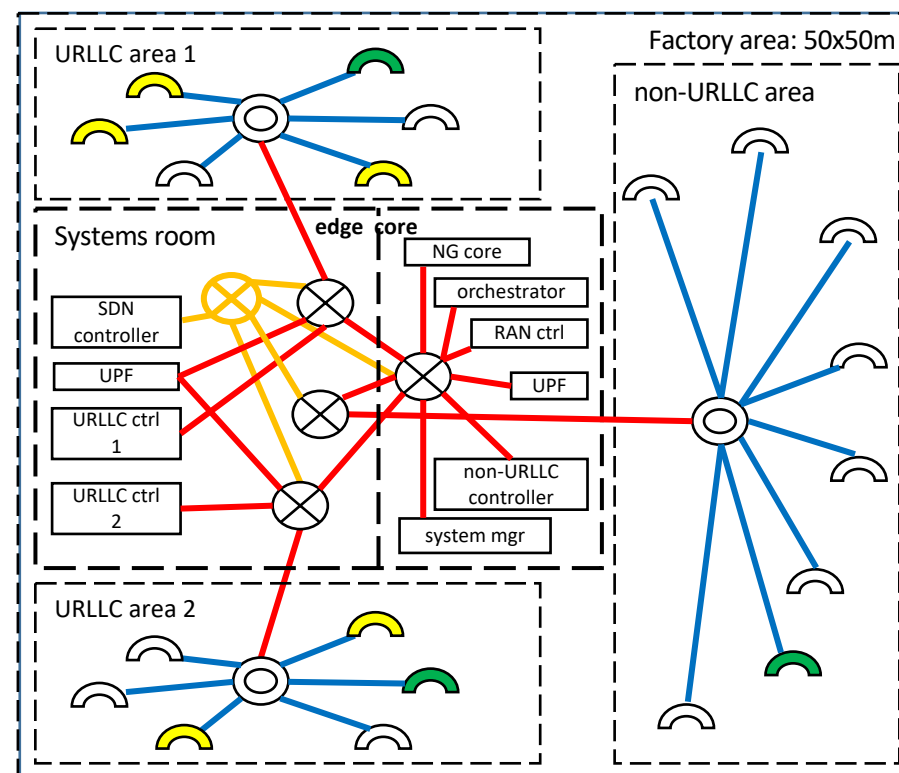 URLLC area 1
Factory area: 50x50m
non-URLLC area
Systems room
edge core
NG core
orchestrator
SDN
controller
RAN ctrl
UPF
UPF
URLLC ctrl
1
non-URLLC
controller
URLLC ctrl
2
system mgr
URLLC area 2